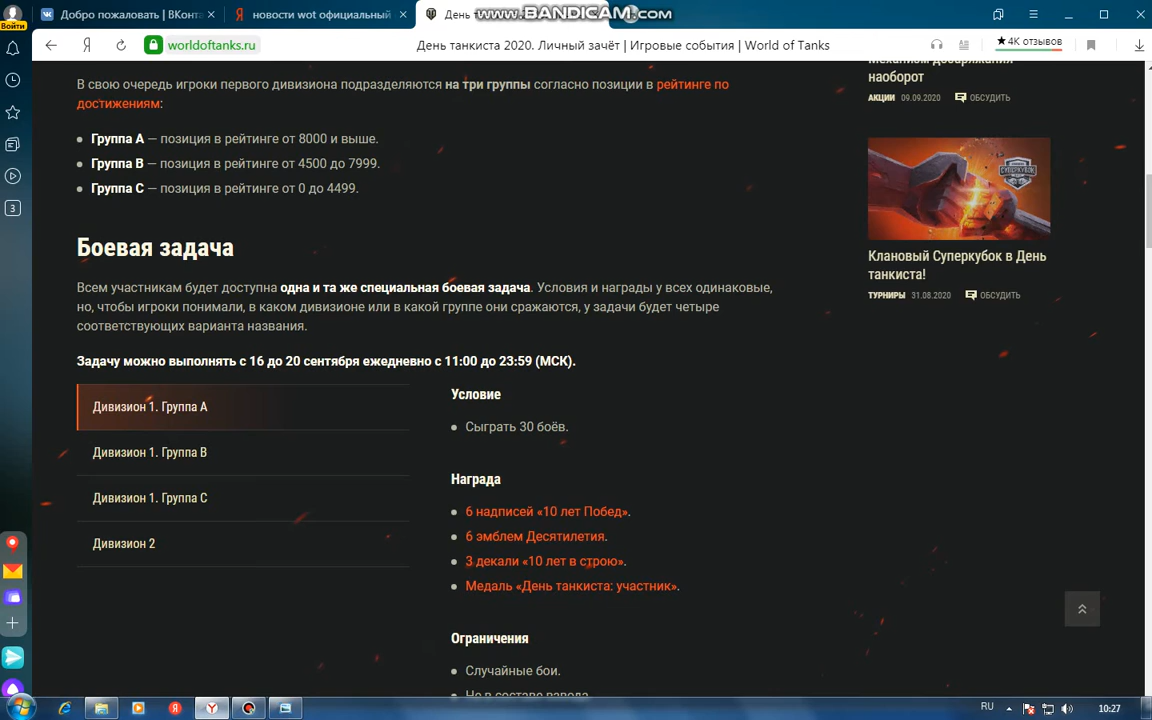 Добро пожаловать | ВКонта
новости wot официальный
День т
www.BANDICAM.com
Войти
worldoftanks.ru
День танкиста 2020. Личный зачёт | Игровые события | World of Tanks
4K отзывов
В свою очередь игроки первого дивизиона подразделяются на три группы согласно позиции в рейтинге по
достижениям:
Группа A — позиция в рейтинге от 8000 и выше.
Группа B — позиция в рейтинге от 4500 до 7999.
Группа C — позиция в рейтинге от 0 до 4499.
Боевая задача
Всем участникам будет доступна одна и та же специальная боевая задача. Условия и награды у всех одинаковые,
но, чтобы игроки понимали, в каком дивизионе или в какой группе они сражаются, у задачи будет четыре
соответствующих варианта названия.
Задачу можно выполнять с 16 до 20 сентября ежедневно с 11:00 до 23:59 (МСК).
Дивизион 1. Группа A
Дивизион 1. Группа B
Дивизион 1. Группа C
Дивизион 2
Условие
Сыграть 30 боёв.
Награда
6 надписей «10 лет Побед».
6 эмблем Десятилетия.
3 декали «10 лет в строю».
Медаль «День танкиста: участник».
Ограничения
Случайные бои.
Не в составе взвода
механизм дозаряжания
наоборот
АКЦИИ 09.09.2020 ОБСУДИТЬ
СУПЕРКУБОК
Клановый Суперкубок в День
танкиста!
ТУРНИРЫ 31.08.2020 ОБСУДИТЬ
3
RU
10:27